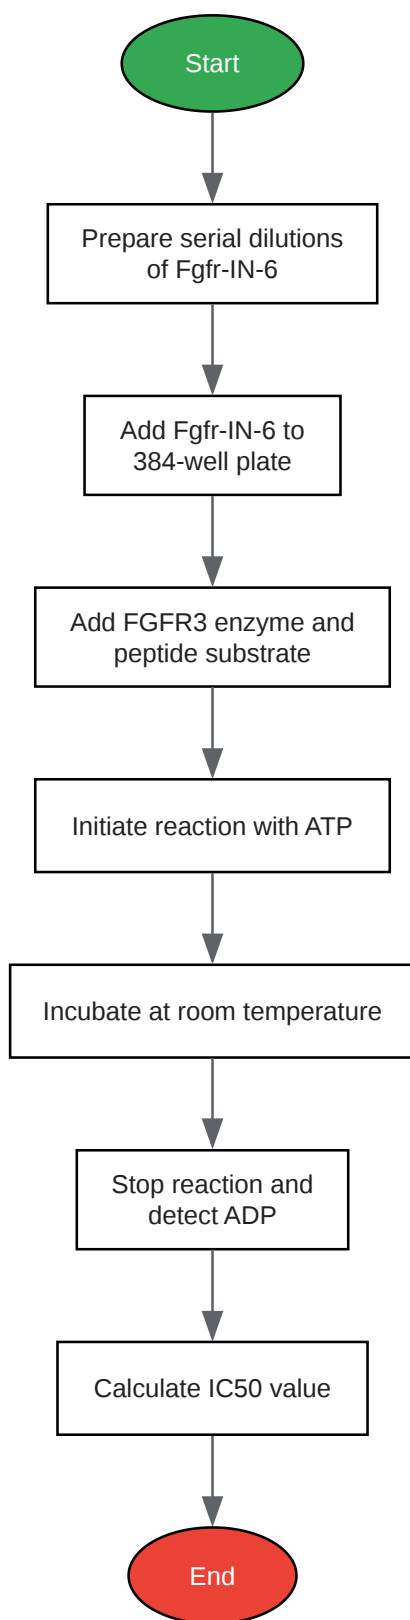 Start
Prepare serial dilutions
of Fgfr-IN-6
Add Fgfr-IN-6 to
384-well plate
Add FGFR3 enzyme and
peptide substrate
Initiate reaction with ATP
Incubate at room temperature
Stop reaction and
detect ADP
Calculate IC50 value
End